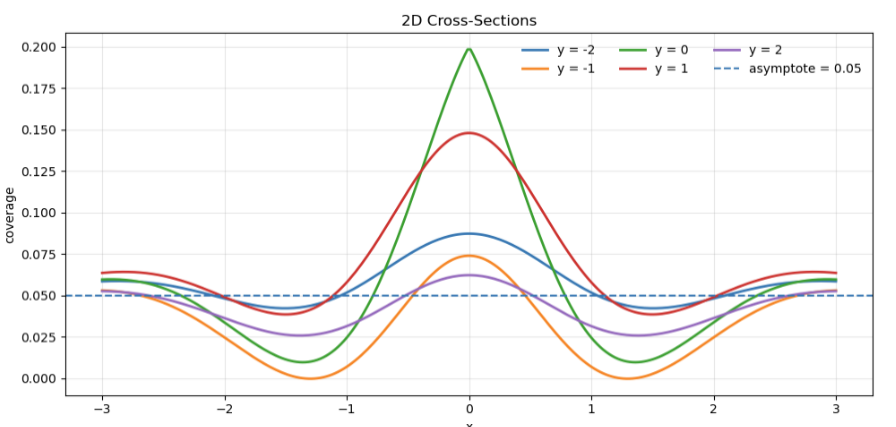 2D Cross-Sections
y = -2
y = 0
y = 2
y = -1
y = 1
asymptote = 0.05
coverage
0.200
0.175
0.150
0.125
0.100
0.075
0.050
0.025
0.000
−3
−2
−1
0
1
2
3